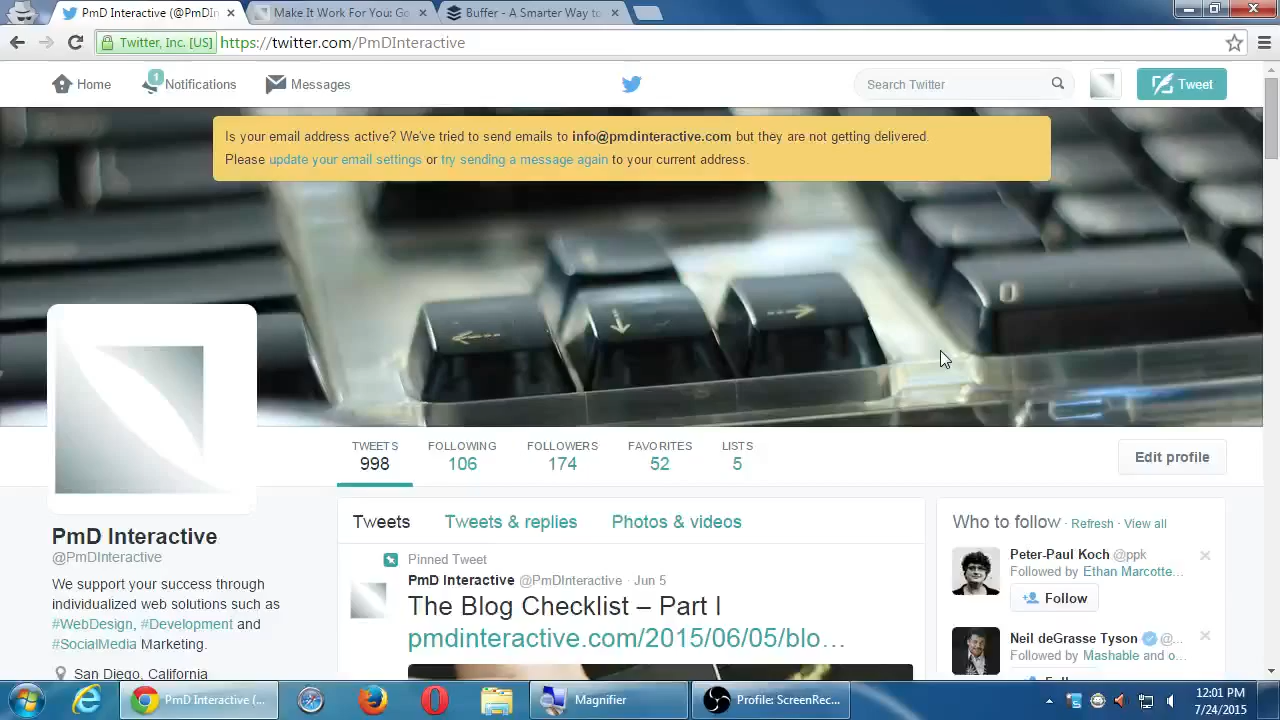 PmD Interactive (@PmDIn
Make It Work For You: Go
Buffer - A Smarter Way to
Twitter, Inc. [US]
https://twitter.com/PmDInteractive
Home
1
Notifications
Messages
Search Twitter
Tweet
Is your email address active? We've tried to send emails to info@pmdinteractive.com but they are not getting delivered.
Please update your email settings or try sending a message again to your current address.
TWEETS FOLLOWING FOLLOWERS FAVORITES LISTS
998 106 174 52 5
Edit profile
PmD Interactive
@PmDInteractive
We support your success through
individualized web solutions such as
#WebDesign, #Development and
#SocialMedia Marketing.
San Diego, California
Tweets Tweets & replies Photos & videos
Pinned Tweet
PmD Interactive @PmDInteractive · Jun 5
The Blog Checklist – Part I
pmdinteractive.com/2015/06/05/blo…
Who to follow · Refresh · View all
Peter-Paul Koch @ppk
Followed by Ethan Marcotte...
Follow
Neil deGrasse Tyson @...
Followed by Mashable and o...
PmD Interactive (...
Magnifier
Profile: ScreenRec...
12:01 PM
7/24/2015